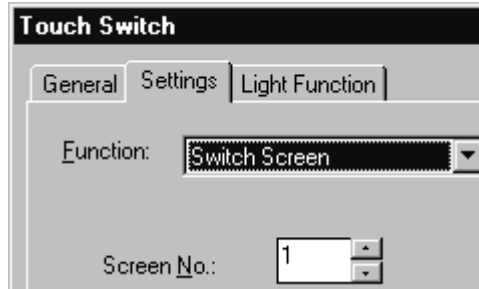 Touch Switch
General Settings Light Function
Function: Switch Screen
Screen No.: 1